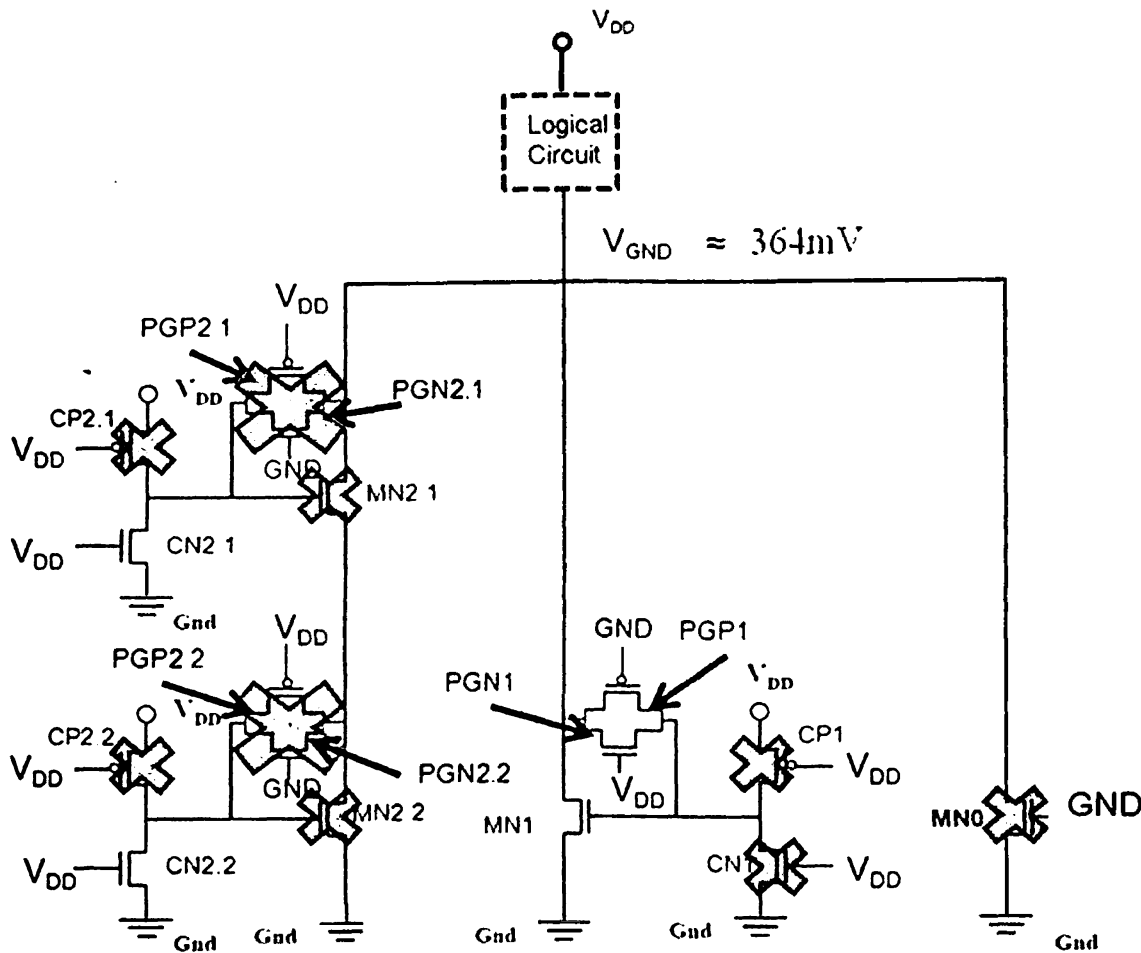 VDD
Logical
Circuit
VGND ≈ 364mV
VDD
PGP2 1
VDD
PGN2.1
CP2.1
VDD
GND
MN2 1
VDD
CN2 1
Gnd
VDD
PGP2 2
VDD
CP2.2
VDD
PGN2.2
GND
MN2 2
VDD
CN2.2
Gnd
Gnd
GND
PGP1
PGN1
VDD
CP1
VDD
VDD
MN1
MN0
GND
CN1
VDD
Gnd
Gnd
Gnd